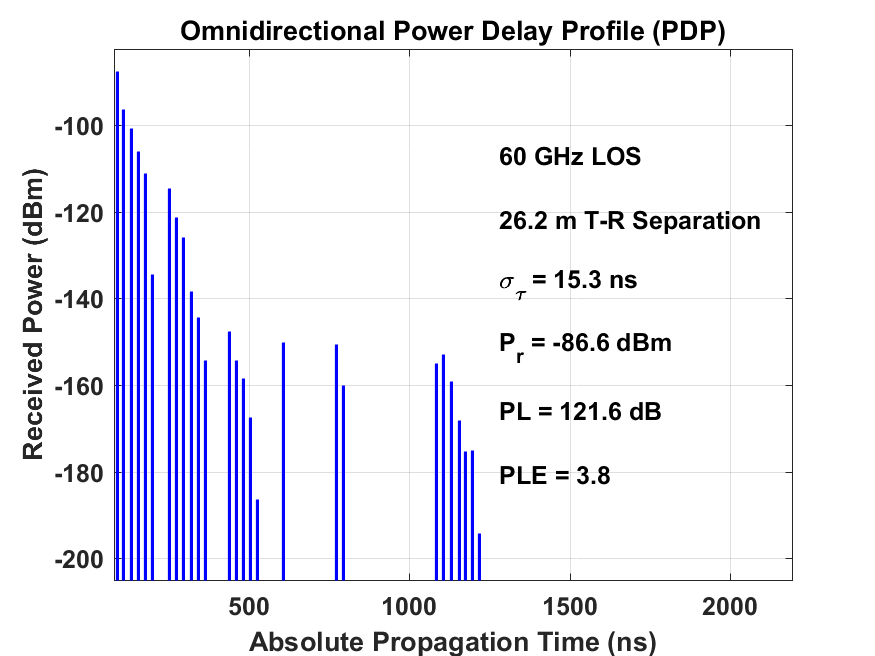 Omnidirectional Power Delay Profile (PDP)
Received Power (dBm)
-100
-120
-140
-160
-180
-200
60 GHz LOS
26.2 m T-R Separation
σ_τ = 15.3 ns
P_r = -86.6 dBm
PL = 121.6 dB
PLE = 3.8
500 1000 1500 2000
Absolute Propagation Time (ns)